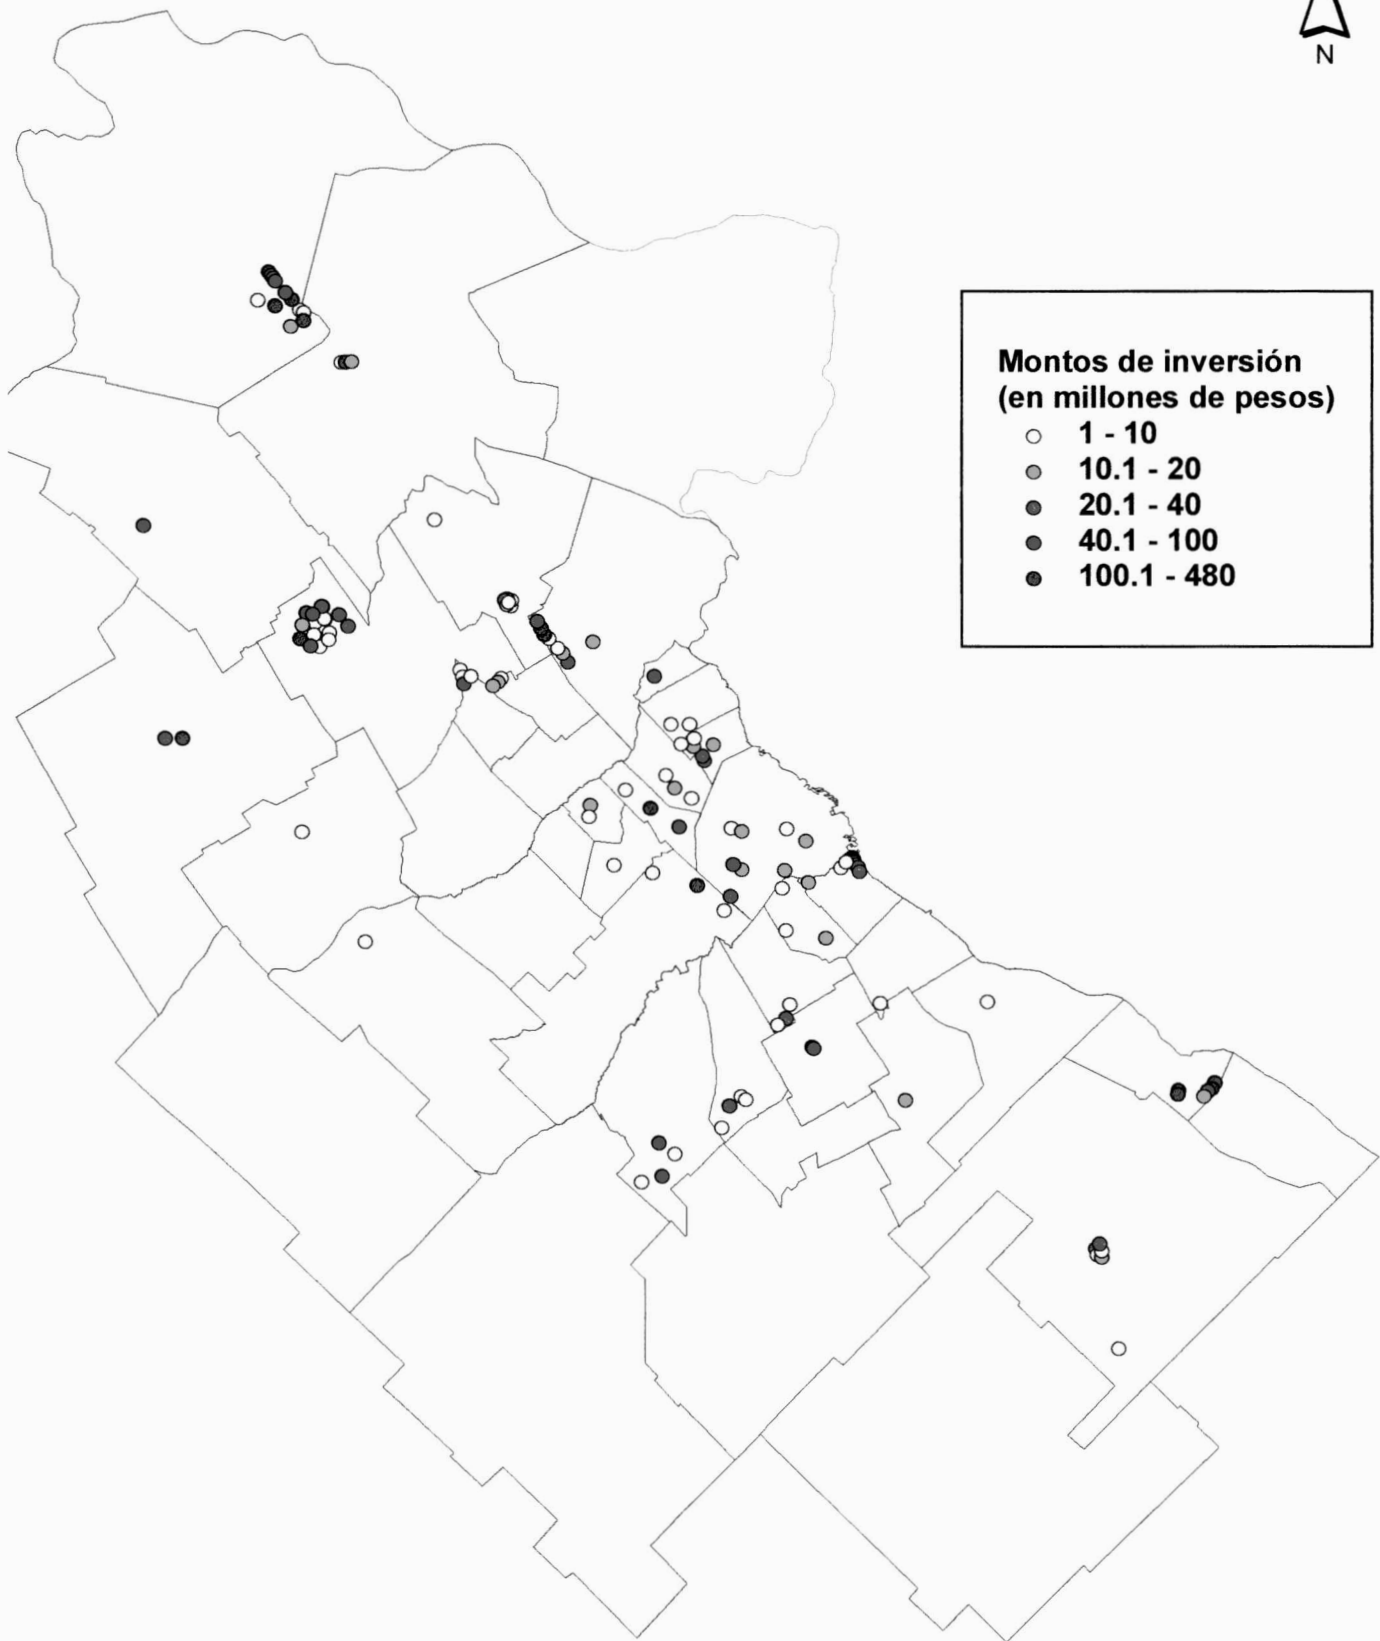 N
Montos de inversión
(en millones de pesos)
1 - 10
10.1 - 20
20.1 - 40
40.1 - 100
100.1 - 480